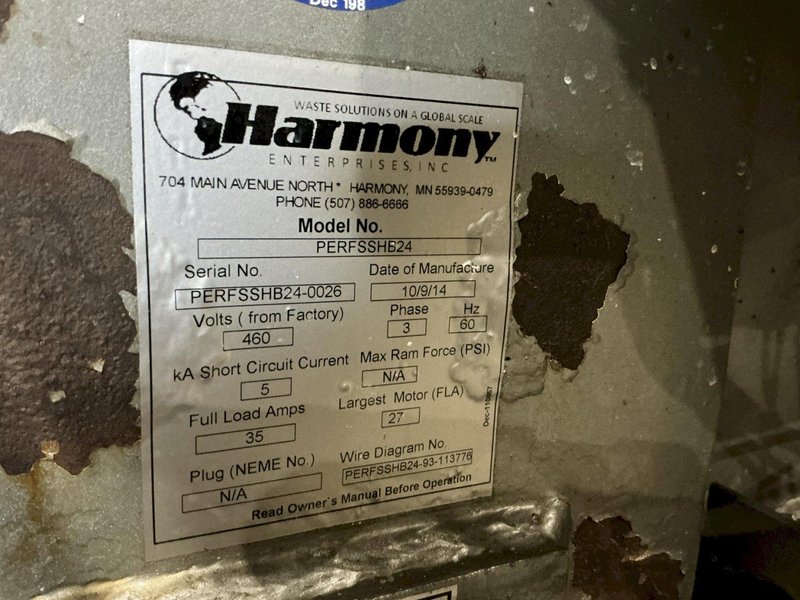 Dec 198
WASTE SOLUTIONS ON A GLOBAL SCALE
Harmony™
ENTERPRISES, INC
704 MAIN AVENUE NORTH * HARMONY, MN 55939-0479
PHONE (507) 886-6666
Model No.
PERFSSHB24
Serial No. Date of Manufacture
PERFSSHB24-0026 10/9/14
Volts ( from Factory) Phase Hz
460 3 60
kA Short Circuit Current Max Ram Force (PSI)
5 N/A
Full Load Amps Largest Motor (FLA)
35 27
Plug (NEME No.) Wire Diagram No.
N/A PERFSSHB24-93-113776
Read Owner's Manual Before Operation